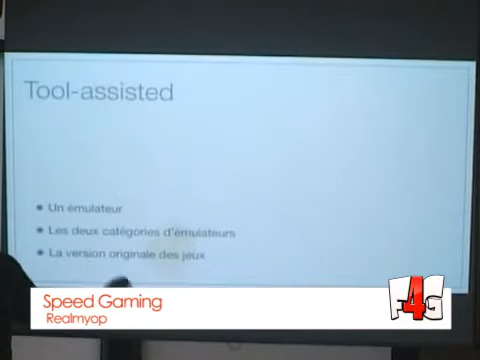 Tool-assisted
Un émulateur
Les deux catégories d'émulateurs
La version originale des jeux
Speed Gaming
Realmyop
F4G